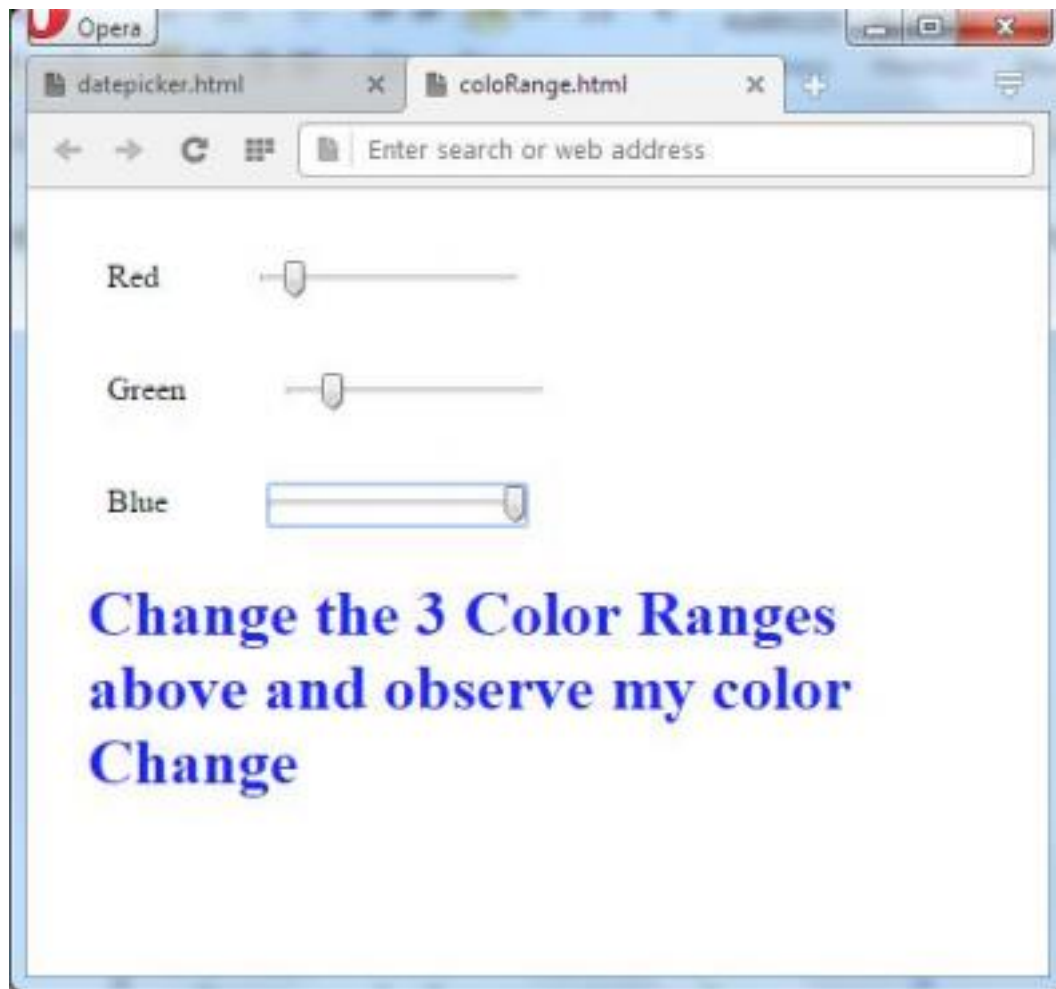 Opera
datepicker.html
coloRange.html
Enter search or web address
Red
Green
Blue
Change the 3 Color Ranges
above and observe my color
Change